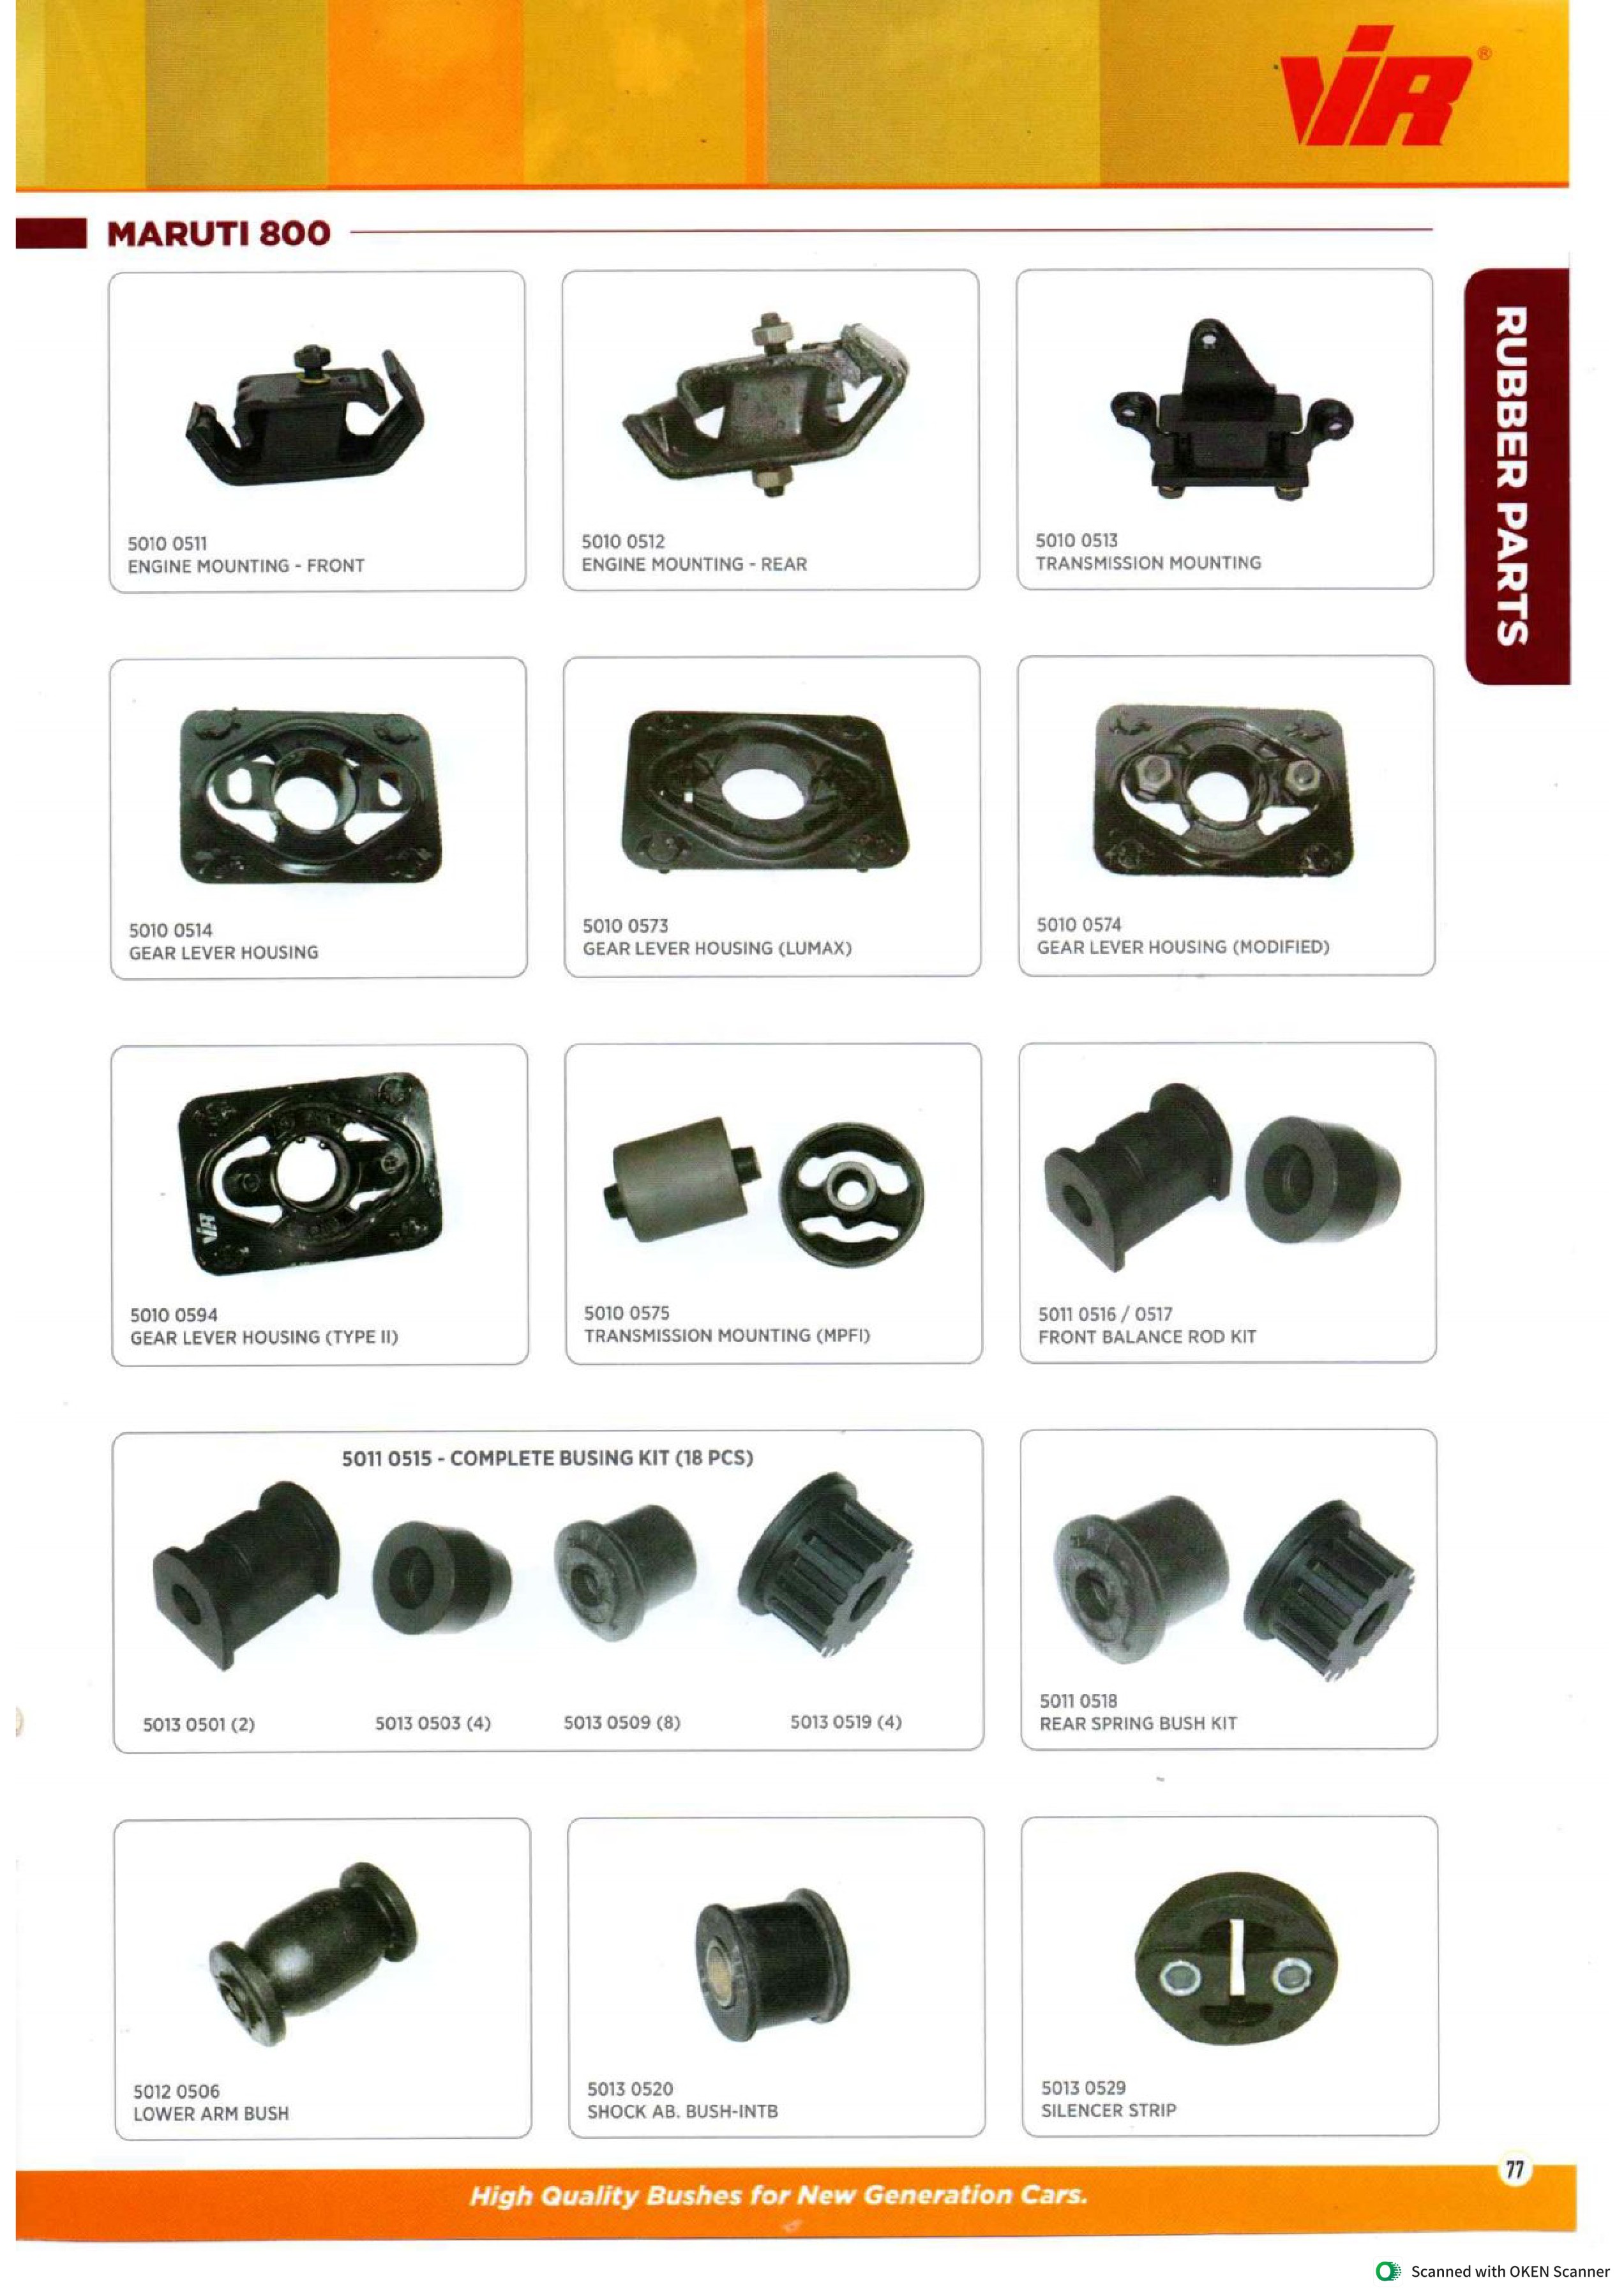 ViR®
MARUTI 800
RUBBER PARTS
5010 0511
ENGINE MOUNTING - FRONT
5010 0512
ENGINE MOUNTING - REAR
5010 0513
TRANSMISSION MOUNTING
5010 0514
GEAR LEVER HOUSING
5010 0573
GEAR LEVER HOUSING (LUMAX)
5010 0574
GEAR LEVER HOUSING (MODIFIED)
ViR
5010 0594
GEAR LEVER HOUSING (TYPE II)
5010 0575
TRANSMISSION MOUNTING (MPFI)
5011 0516 / 0517
FRONT BALANCE ROD KIT
5011 0515 - COMPLETE BUSING KIT (18 PCS)
5013 0501 (2)
5013 0503 (4)
5013 0509 (8)
5013 0519 (4)
5011 0518
REAR SPRING BUSH KIT
5012 0506
LOWER ARM BUSH
5013 0520
SHOCK AB. BUSH-INTB
5013 0529
SILENCER STRIP
77
High Quality Bushes for New Generation Cars.
Scanned with OKEN Scanner